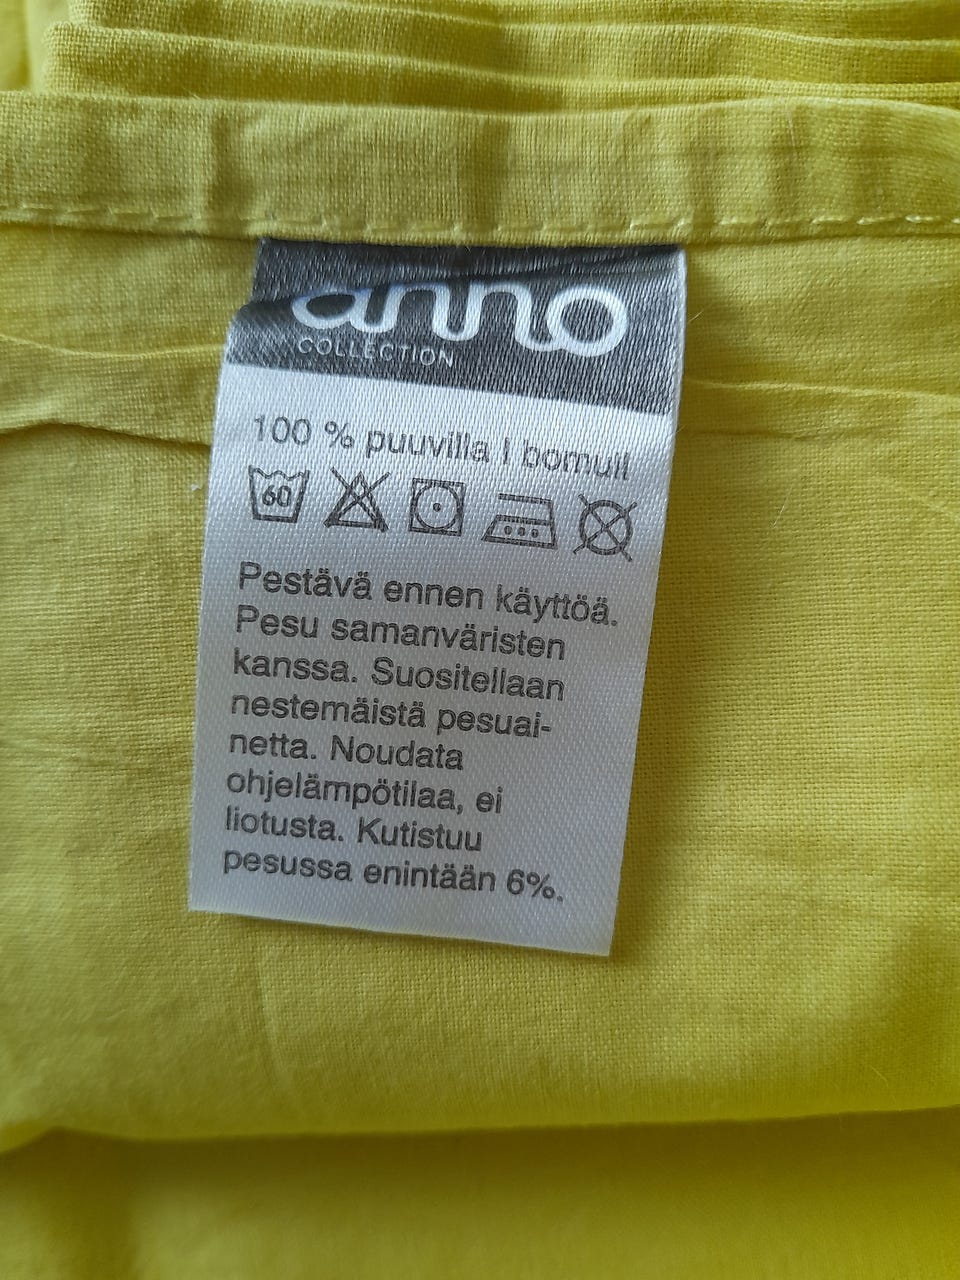 anno
COLLECTION
100 % puuvilla | bomull
60
Pestävä ennen käyttöä.
Pesu samanväristen
kanssa. Suositellaan
nestemäistä pesuai-
netta. Noudata
ohjelämpötilaa, ei
liotusta. Kutistuu
pesussa enintään 6%.